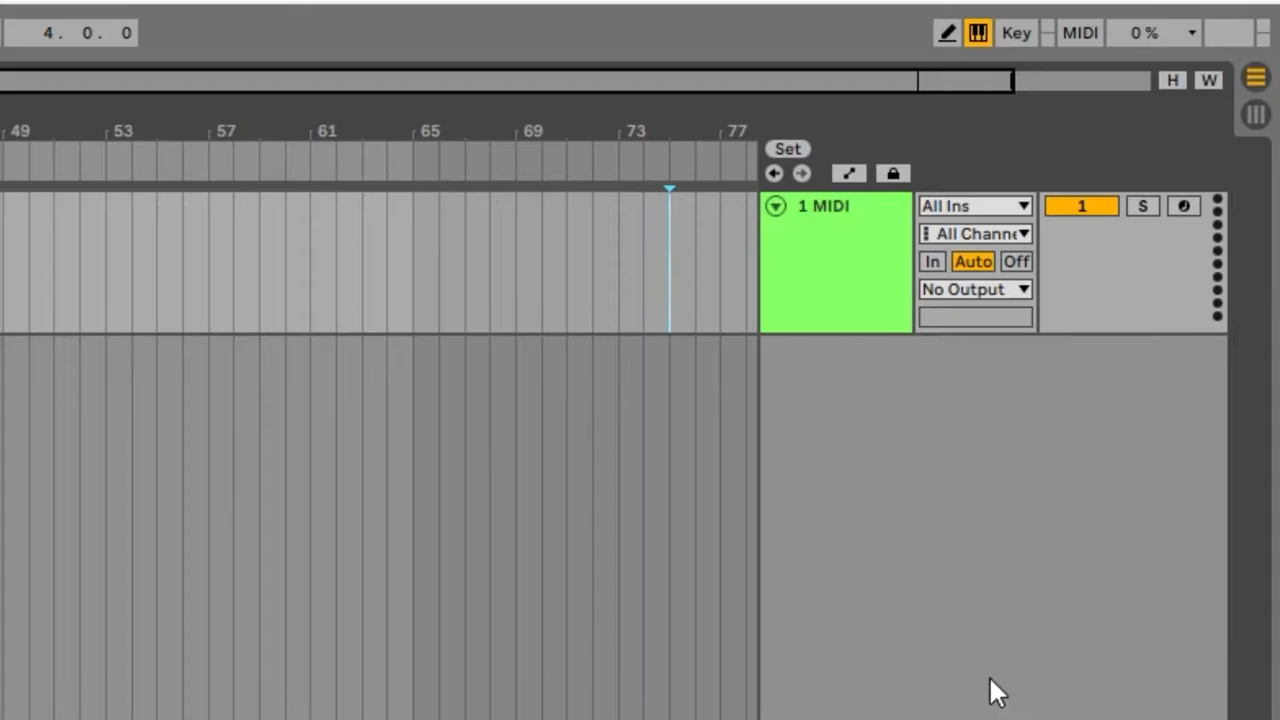 4. 0. 0 Key MIDI 0 %
H W
49 53 57 61 65 69 73 77
Set
1 MIDI All Ins 1 S
All Channe
In Auto Off
No Output